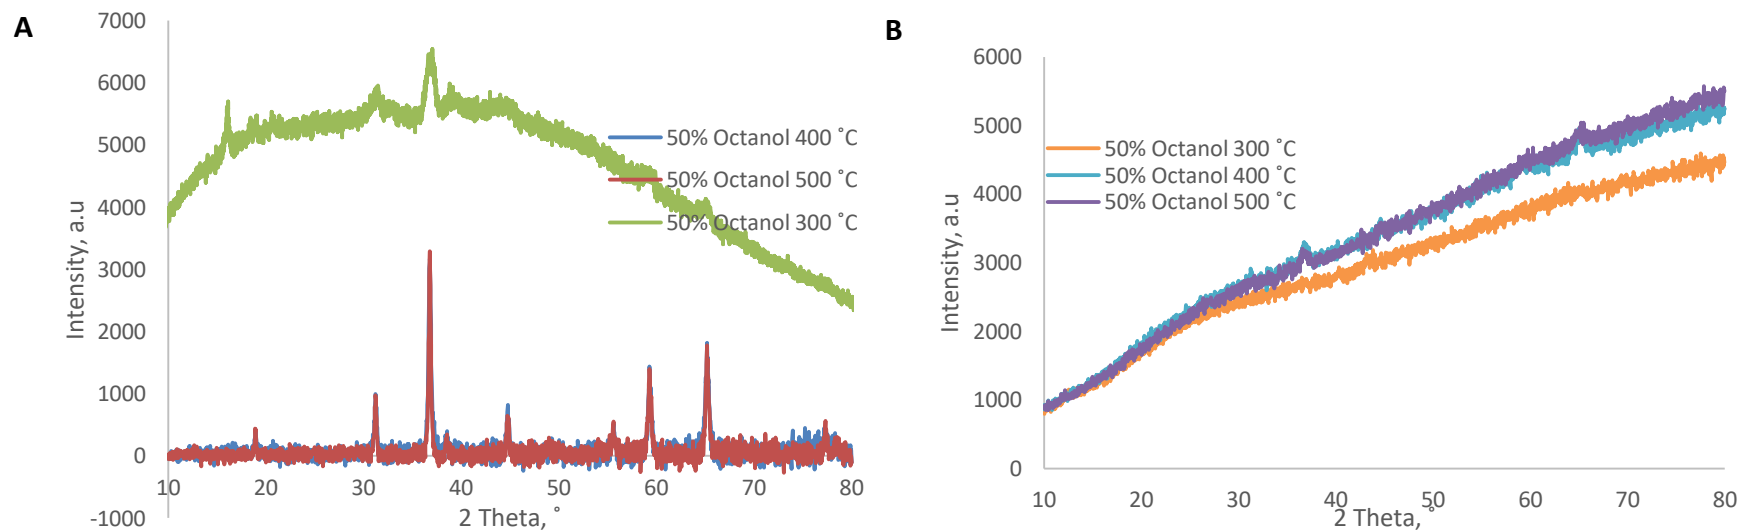 A
7000
6000
5000
4000
3000
2000
1000
0
-1000
Intensity, a.u
10 20 30 40 50 60 70 80
2 Theta, ˚
50% Octanol 400 ˚C
50% Octanol 500 ˚C
50% Octanol 300 ˚C
B
6000
5000
4000
3000
2000
1000
0
Intensity, a.u
10 20 30 40 50 60 70 80
2 Theta, ˚
50% Octanol 300 ˚C
50% Octanol 400 ˚C
50% Octanol 500 ˚C